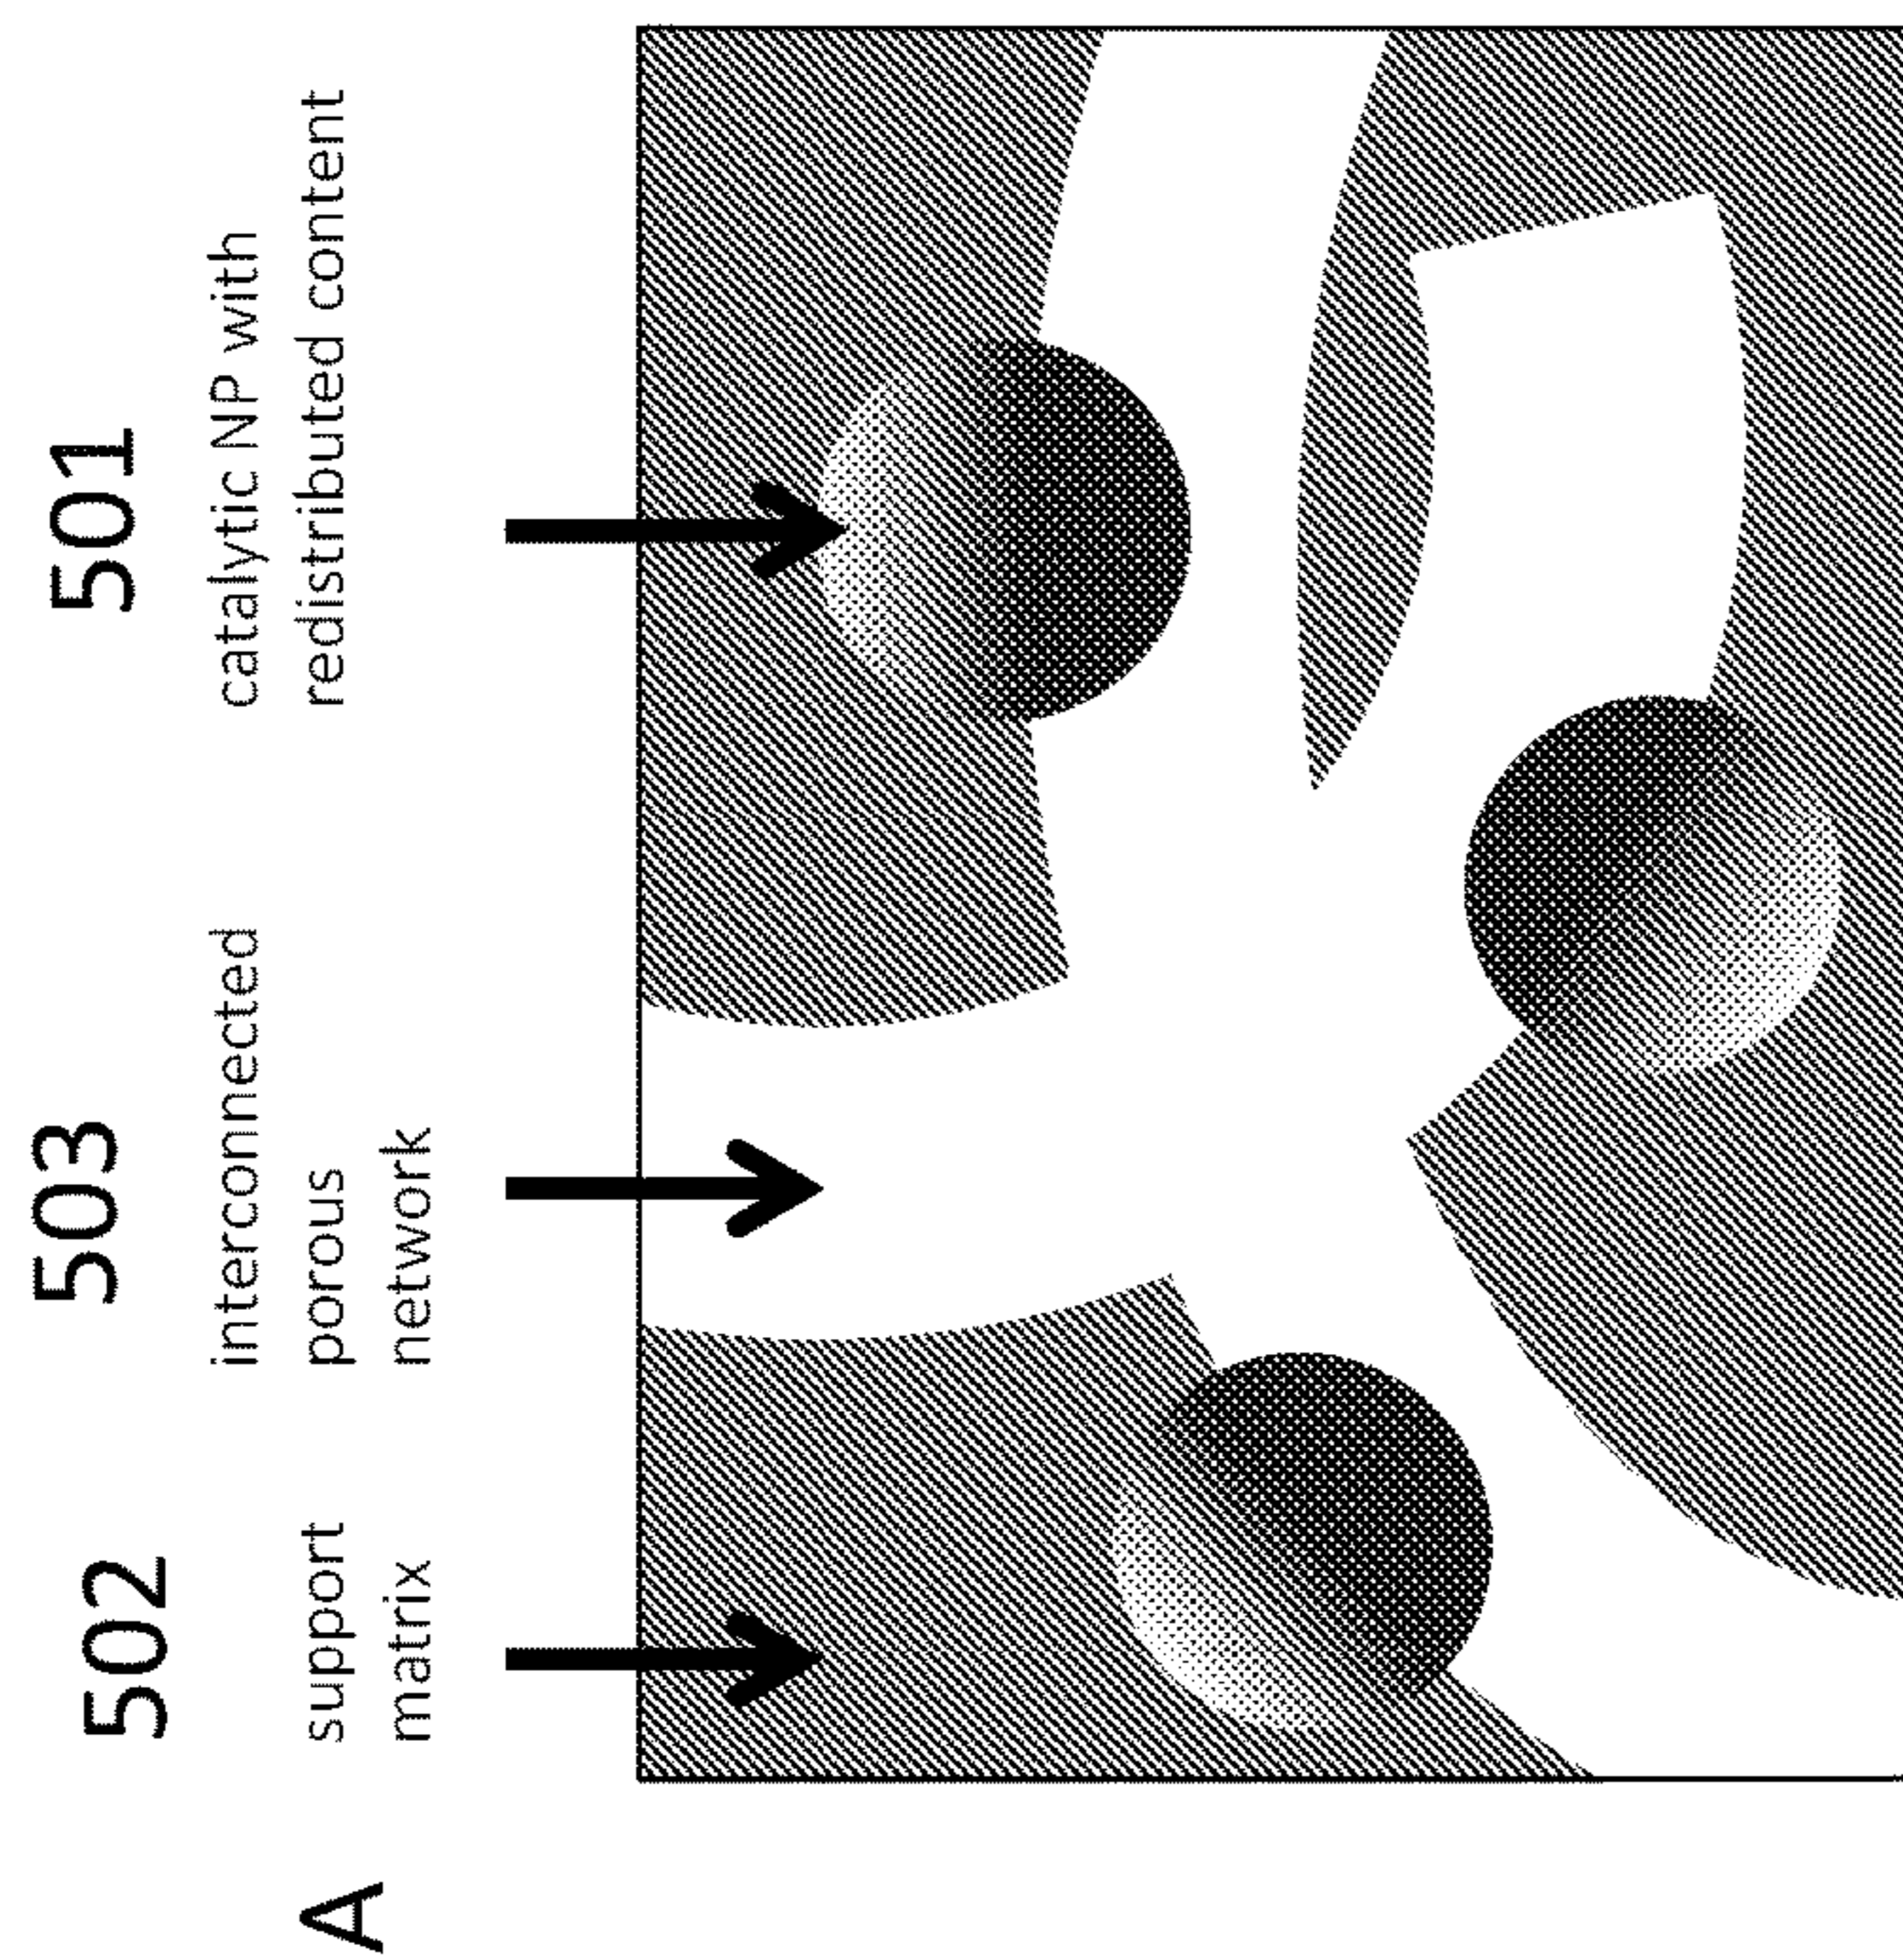 A
502
support
matrix
503
interconnected
porous
network
501
catalytic NP with
redistributed content